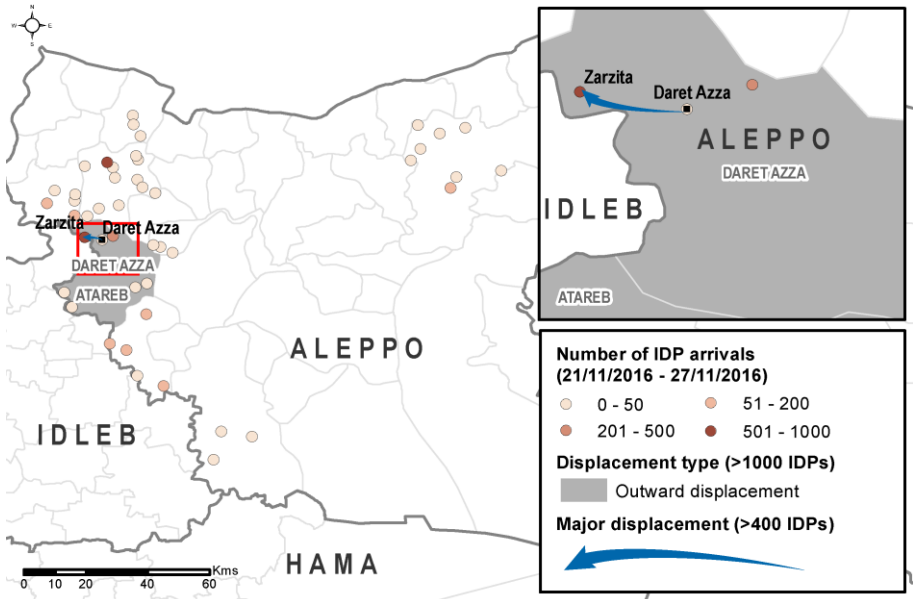 N
W E
S
Zarzita
Daret Azza
DARET AZZA
ATAREB
ALEPPO
IDLEB
HAMA
0 10 20 40 60 Kms
Zarzita
Daret Azza
ALEPPO
DARET AZZA
IDLEB
ATAREB
Number of IDP arrivals
(21/11/2016 - 27/11/2016)
0 - 50 51 - 200
201 - 500 501 - 1000
Displacement type (>1000 IDPs)
Outward displacement
Major displacement (>400 IDPs)